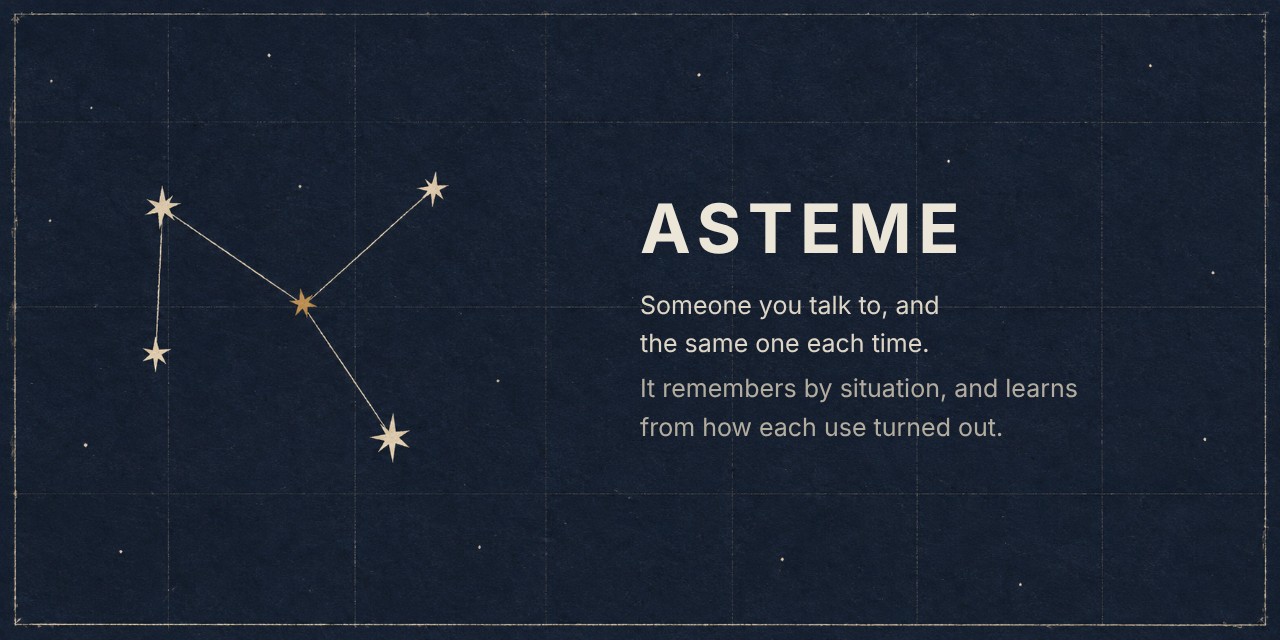 ASTEME
Someone you talk to, and
the same one each time.
It remembers by situation, and learns
from how each use turned out.